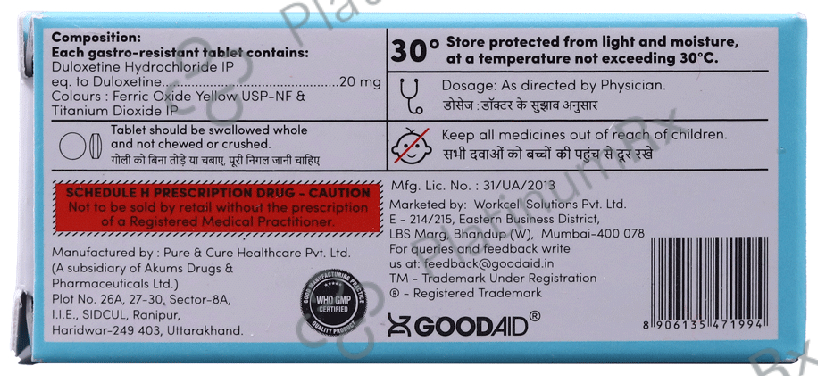 Composition:
Each gastro-resistant tablet contains:
Duloxetine Hydrochloride IP
eq. to Duloxetine..........................................20 mg
Colours : Ferric Oxide Yellow USP-NF &
Titanium Dioxide IP
Tablet should be swallowed whole
and not chewed or crushed.
गोली को बिना तोड़े या चबाए, पूरी निगल जानी चाहिए
SCHEDULE H PRESCRIPTION DRUG - CAUTION
Not to be sold by retail without the prescription
of a Registered Medical Practitioner.
Manufactured by : Pure & Cure Healthcare Pvt. Ltd.
(A subsidiary of Akums Drugs &
Pharmaceuticals Ltd.)
Plot No. 26A, 27-30, Sector-8A,
I.I.E., SIDCUL, Ranipur,
Haridwar-249 403, Uttarakhand.
GOOD MANUFACTURING PRACTICE
WHO GMP
CERTIFIED
QUALITY PRODUCT
30° Store protected from light and moisture,
at a temperature not exceeding 30°C.
Dosage: As directed by Physician.
डोसेज :डॉक्टर के सुझाव अनुसार
Keep all medicines out of reach of children.
सभी दवाओं को बच्चों की पहुंच से दूर रखें
Mfg. Lic. No. : 31/UA/2013
Marketed by: Workcell Solutions Pvt. Ltd.
E - 214/215, Eastern Business District,
LBS Marg, Bhandup (W), Mumbai-400 078
For queries and feedback write
us at: feedback@goodaid.in
TM - Trademark Under Registration
® - Registered Trademark
GOODAID®
8 906135 471994
PlatinumRx